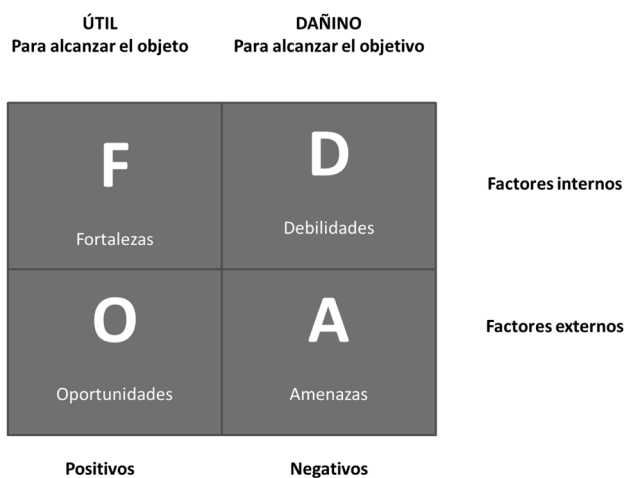 ÚTIL
Para alcanzar el objeto
DAÑINO
Para alcanzar el objetivo
F
Fortalezas
D
Debilidades
Factores internos
O
Oportunidades
A
Amenazas
Factores externos
Positivos
Negativos